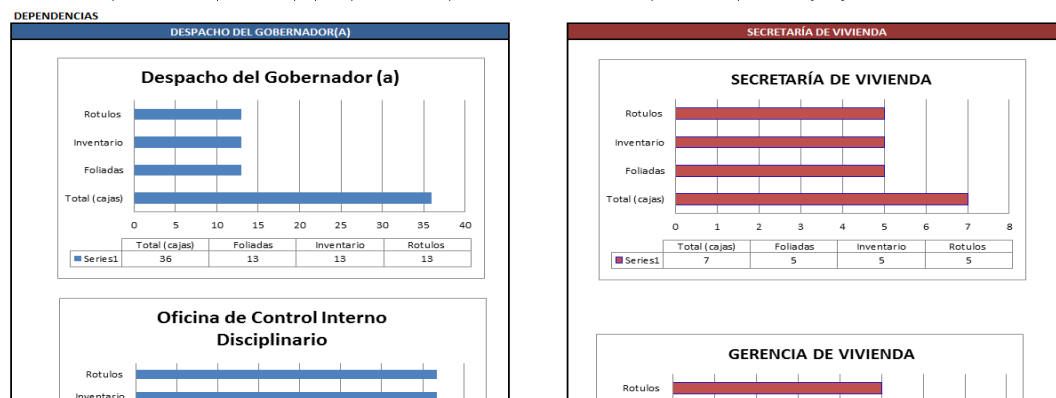 DEPENDENCIAS
DESPACHO DEL GOBERNADOR(A)
Despacho del Gobernador (a)
Rotulos
Inventario
Foliadas
Total (cajas)
0 5 10 15 20 25 30 35 40
Total (cajas) Foliadas Inventario Rotulos
Series1 36 13 13 13
Oficina de Control Interno
Disciplinario
Rotulos
Inventario
SECRETARÍA DE VIVIENDA
SECRETARÍA DE VIVIENDA
Rotulos
Inventario
Foliadas
Total (cajas)
0 1 2 3 4 5 6 7 8
Total (cajas) Foliadas Inventario Rotulos
Series1 7 5 5 5
GERENCIA DE VIVIENDA
Rotulos